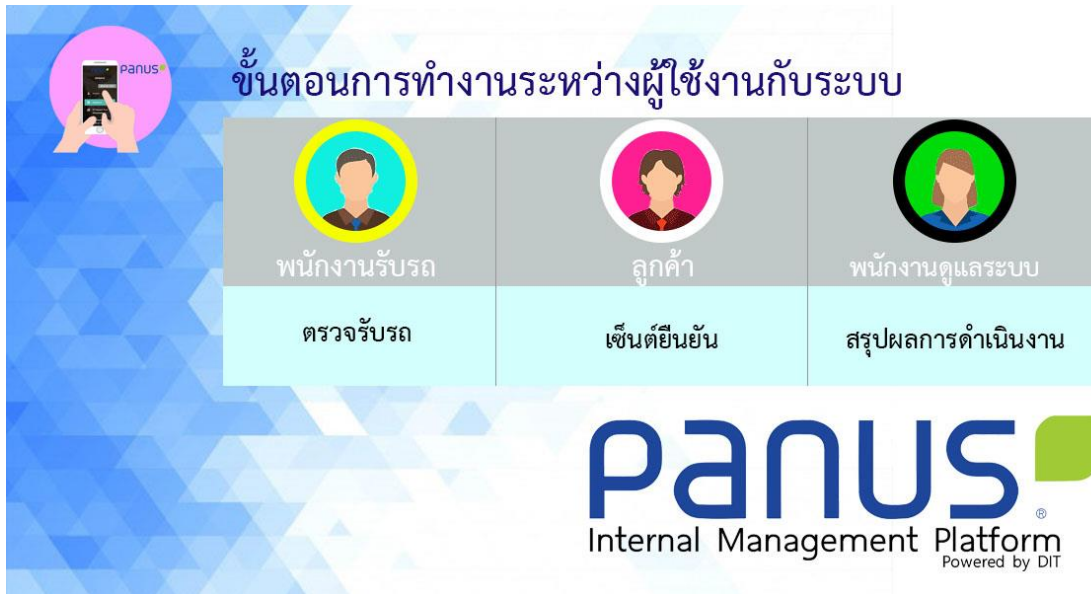 panus
ขั้นตอนการทำงานระหว่างผู้ใช้งานกับระบบ
พนักงานรับรถ
ลูกค้า
พนักงานดูแลระบบ
ตรวจรับรถ
เซ็นต์ยืนยัน
สรุปผลการดำเนินงาน
panus®
Internal Management Platform
Powered by DIT